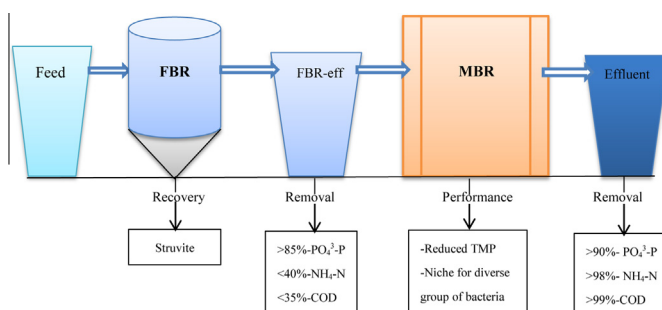 Feed
FBR
FBR-eff
MBR
Effluent
Recovery
Removal
Performance
Removal
Struvite
>85%-PO₄³-P
<40%-NH₄-N
<35%-COD
-Reduced TMP
-Niche for diverse
group of bacteria
>90%- PO₄³-P
>98%- NH₄-N
>99%- COD